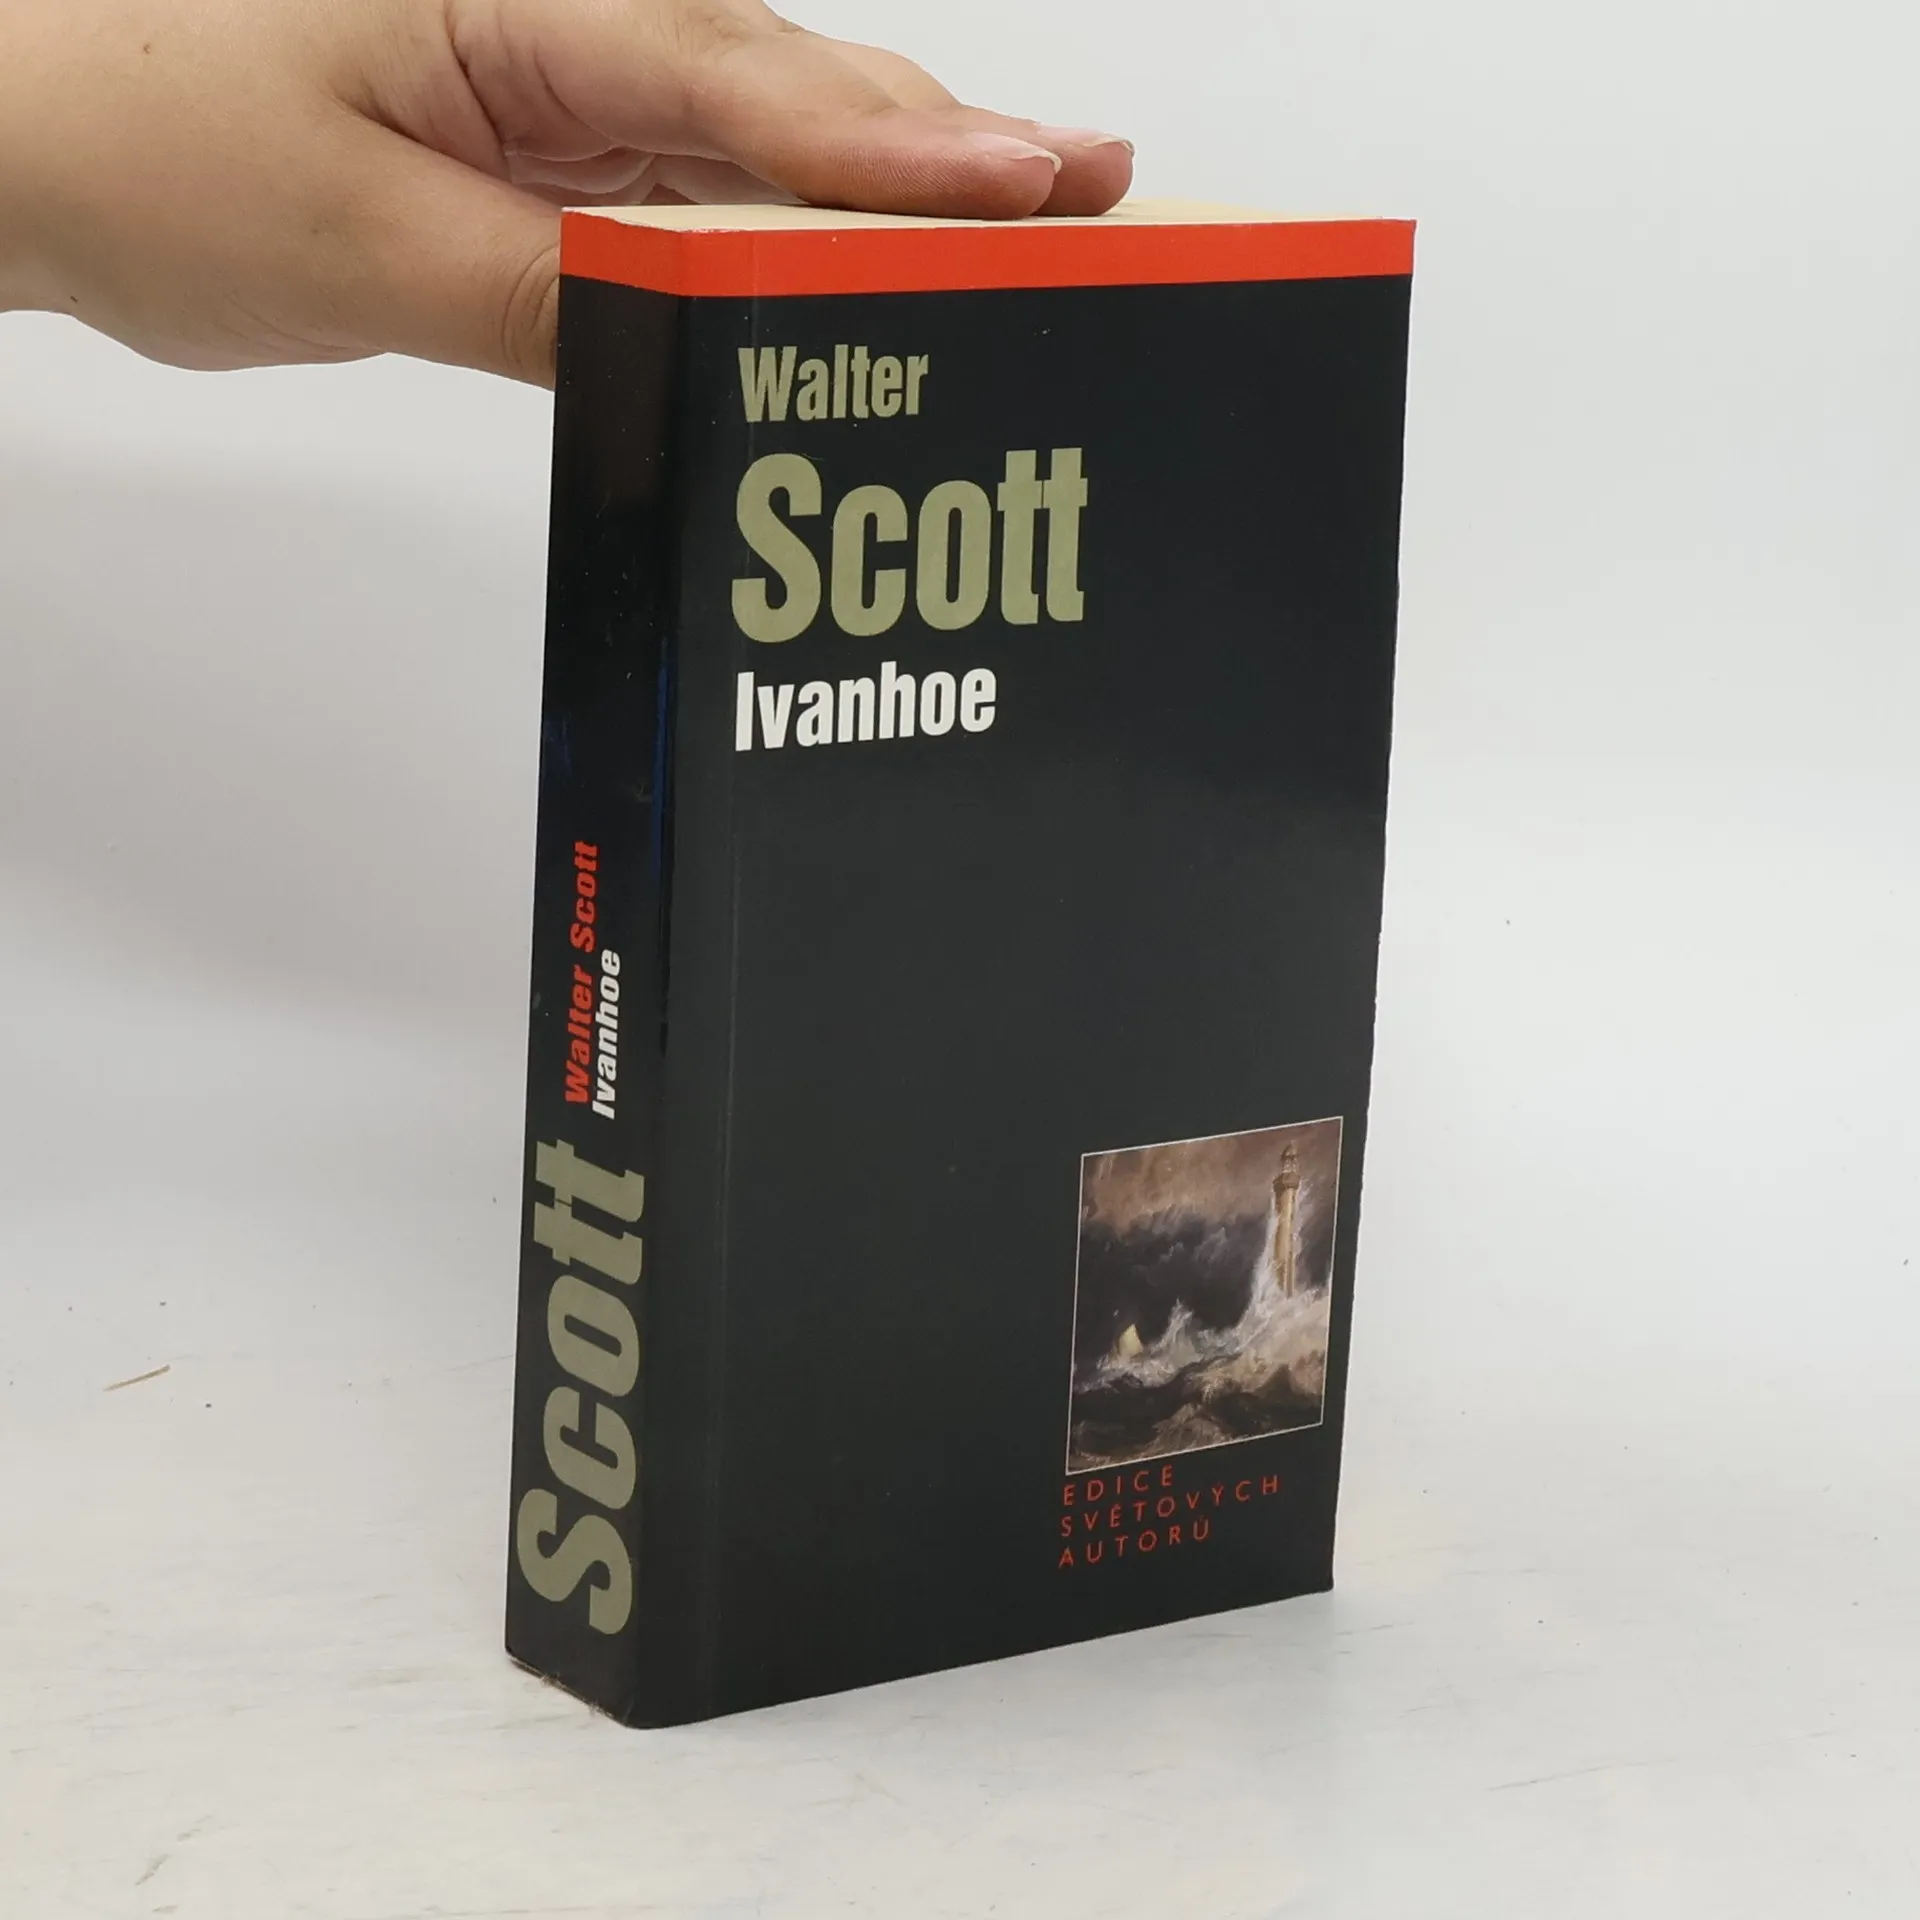 Walter
Scott
Ivanhoe
EDICE
SVĚTOVÝCH
AUTORŮ
Scott
Walter Scott
Ivanhoe